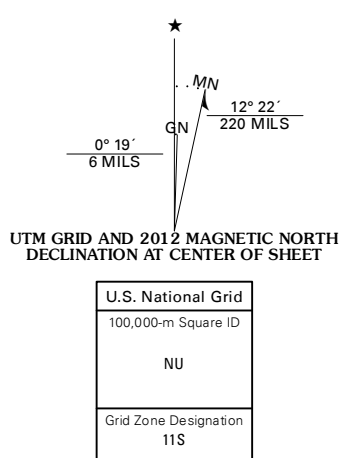 ★
MN
12° 22´
220 MILS
GN
0° 19´
6 MILS
UTM GRID AND 2012 MAGNETIC NORTH
DECLINATION AT CENTER OF SHEET
U.S. National Grid
100,000-m Square ID
NU
Grid Zone Designation
11S